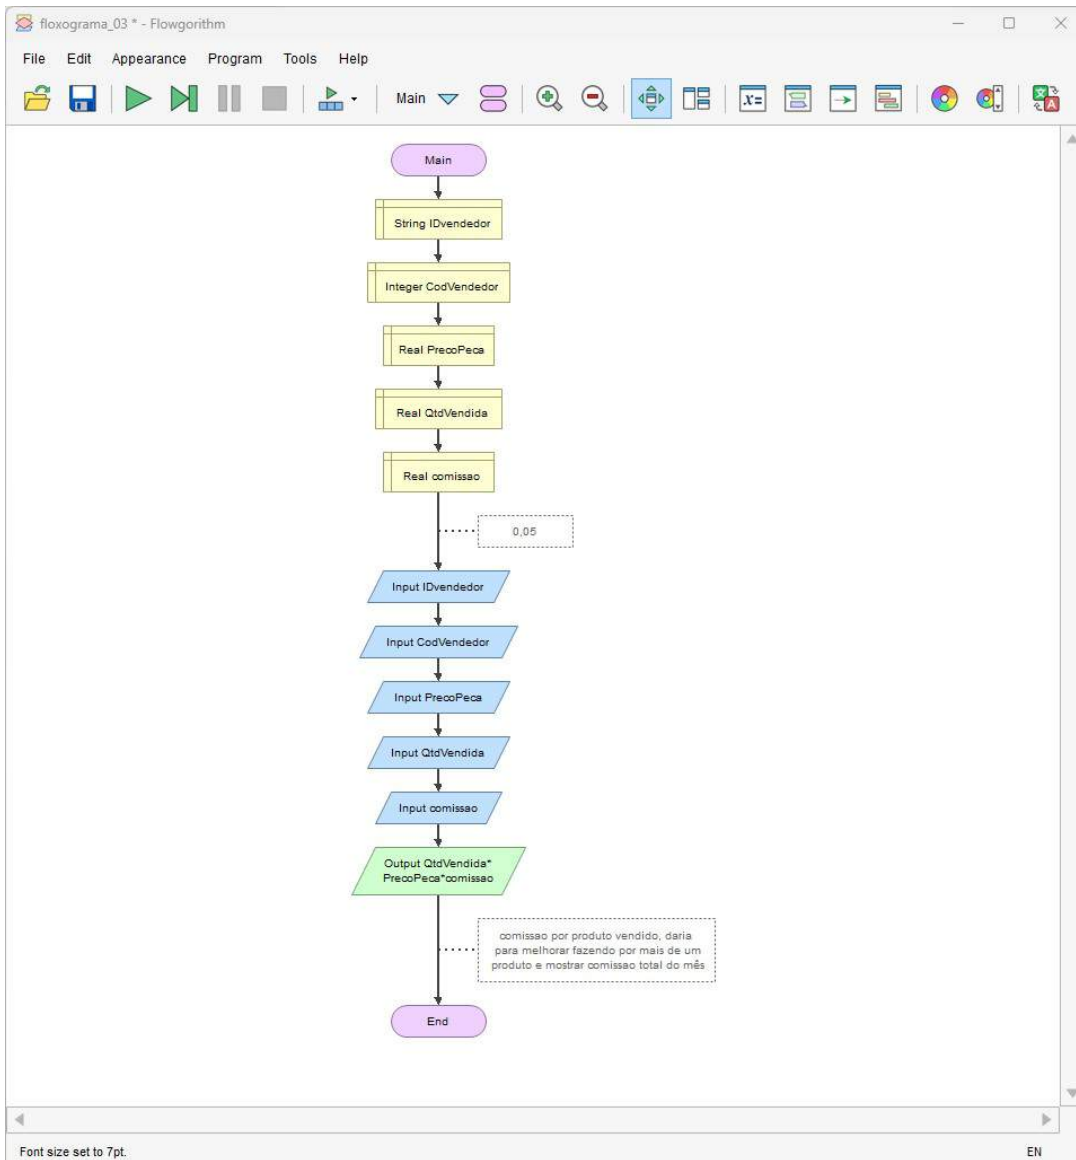 floxograma_03 * - Flowgorithm
File Edit Appearance Program Tools Help
Main
x=
Main
String IDvendedor
Integer CodVendedor
Real PrecoPeca
Real QtdVendida
Real comissao
0,05
Input IDvendedor
Input CodVendedor
Input PrecoPeca
Input QtdVendida
Input comissao
Output QtdVendida*
PrecoPeca*comissao
comissao por produto vendido, daria
para melhorar fazendo por mais de um
produto e mostrar comissao total do mês
End
Font size set to 7pt.
EN